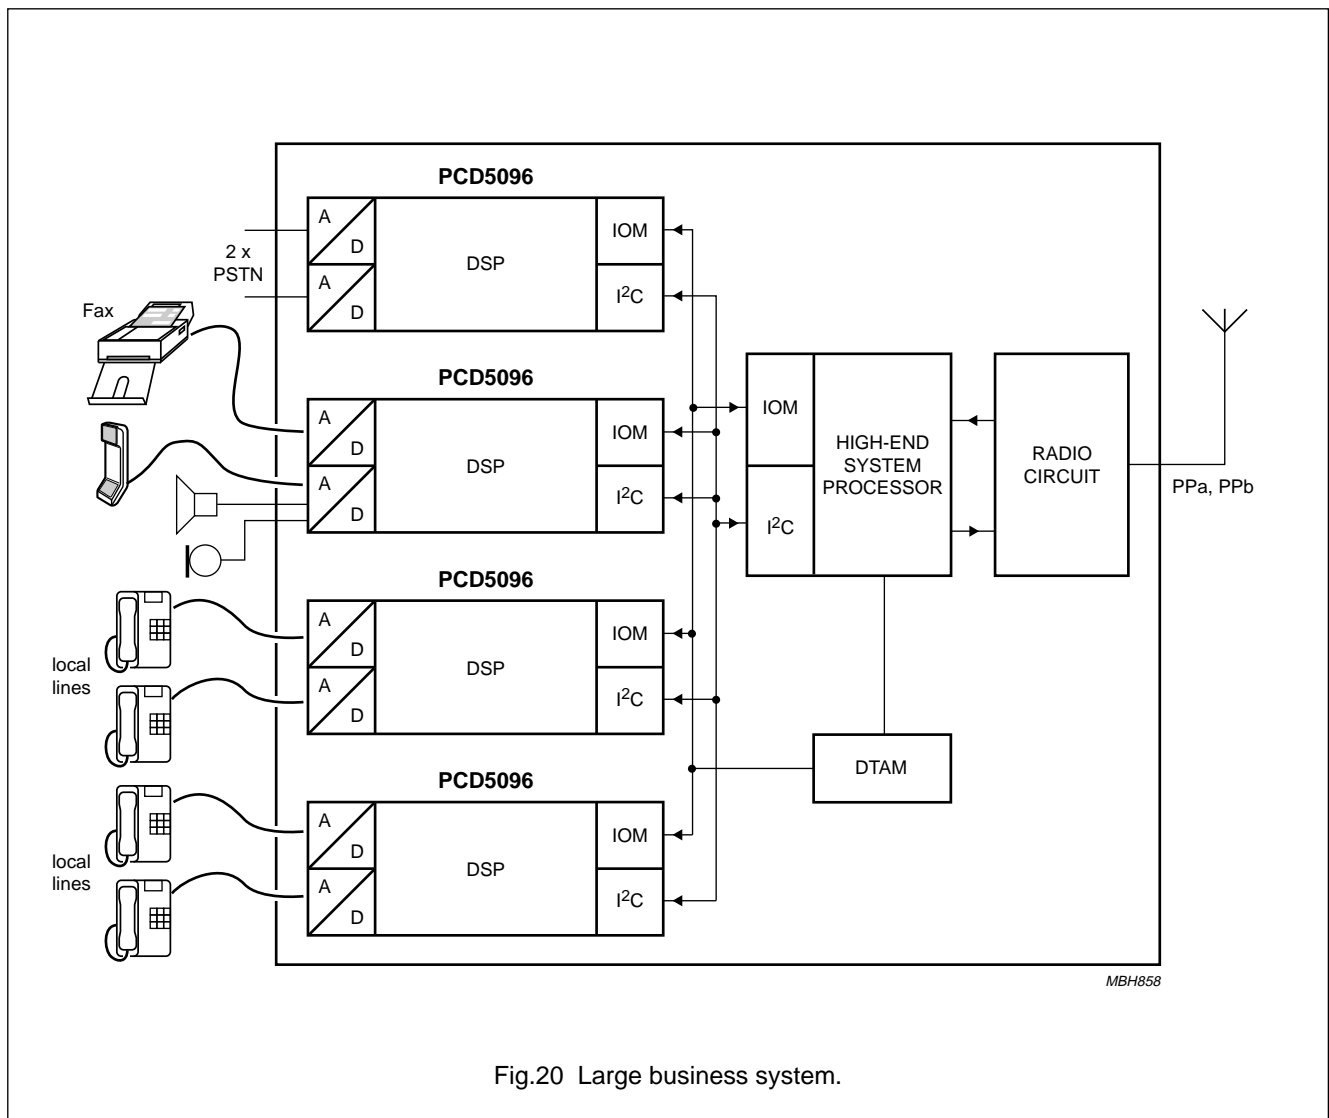 PCD5096
A
D
A
D
DSP
IOM
I²C
2 x
PSTN
Fax
PCD5096
A
D
A
D
DSP
IOM
I²C
IOM
I²C
HIGH-END
SYSTEM
PROCESSOR
RADIO
CIRCUIT
PPa, PPb
PCD5096
A
D
A
D
DSP
IOM
I²C
local
lines
DTAM
PCD5096
A
D
A
D
DSP
IOM
I²C
local
lines
MBH858
Fig.20 Large business system.